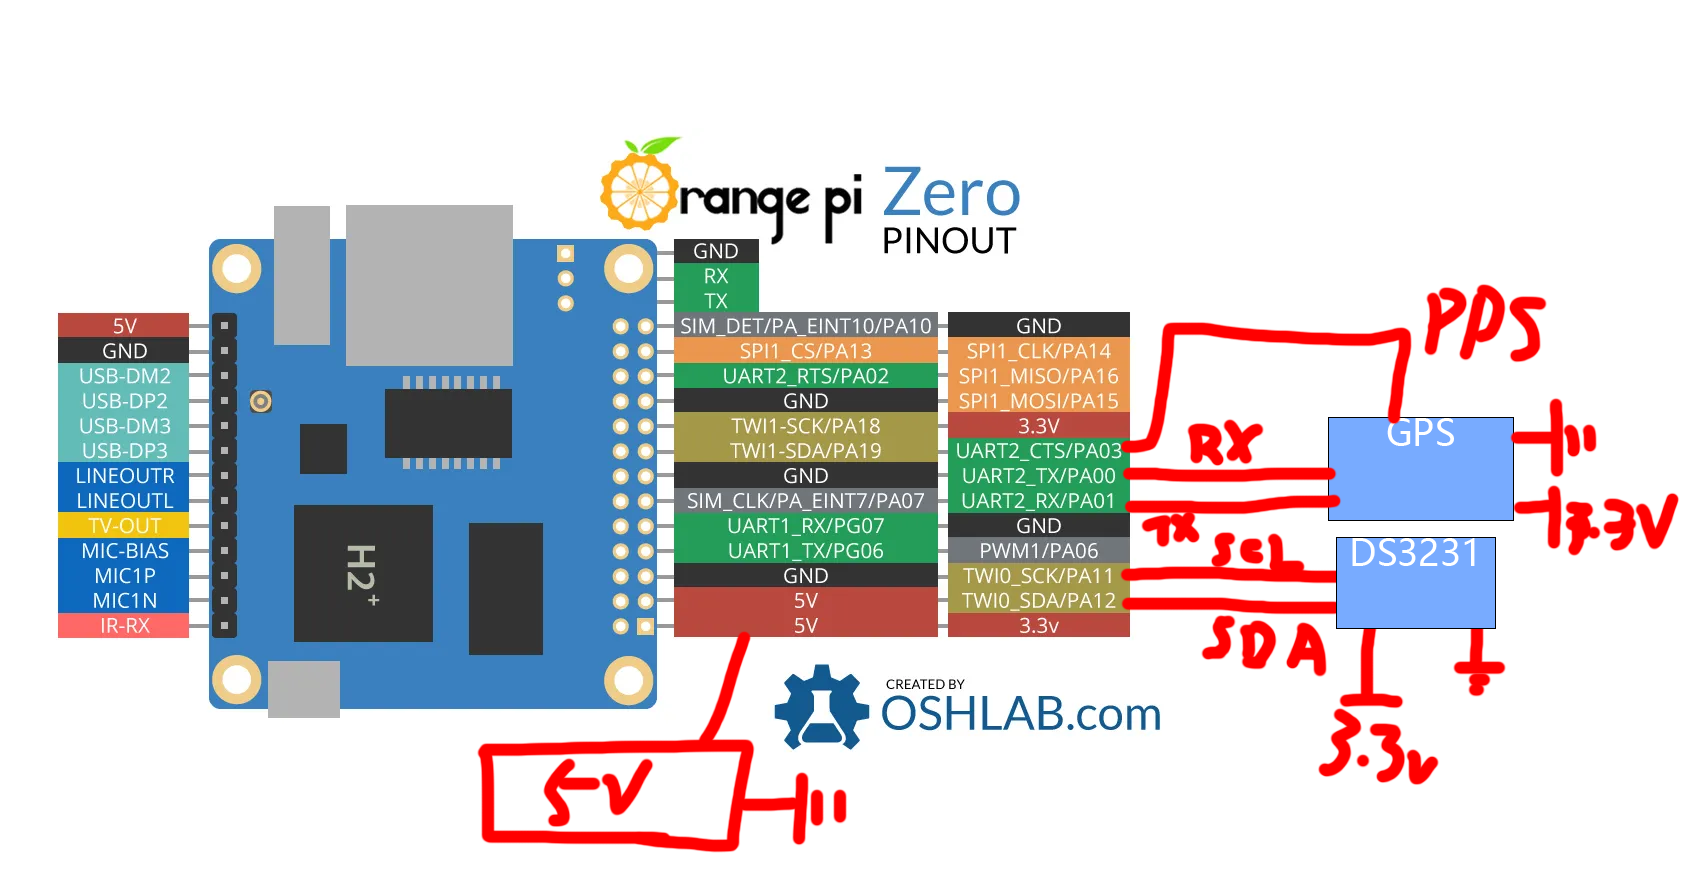 Orange pi Zero
PINOUT
GND
RX
TX
5V
GND
USB-DM2
USB-DP2
USB-DM3
USB-DP3
LINEOUTR
LINEOUTL
TV-OUT
MIC-BIAS
MIC1P
MIC1N
IR-RX
H2+
SIM_DET/PA_EINT10/PA10 GND
SPI1_CS/PA13 SPI1_CLK/PA14
UART2_RTS/PA02 SPI1_MISO/PA16
GND SPI1_MOSI/PA15
TWI1-SCK/PA18 3.3V
TWI1-SDA/PA19 UART2_CTS/PA03
GND UART2_TX/PA00
SIM_CLK/PA_EINT7/PA07 UART2_RX/PA01
UART1_RX/PG07 GND
UART1_TX/PG06 PWM1/PA06
GND TWI0_SCK/PA11
5V TWI0_SDA/PA12
5V 3.3v
PPS
GPS
RX
TX
3.3V
SCL
DS3231
SDA
3.3v
5V
CREATED BY
OSHLAB.com